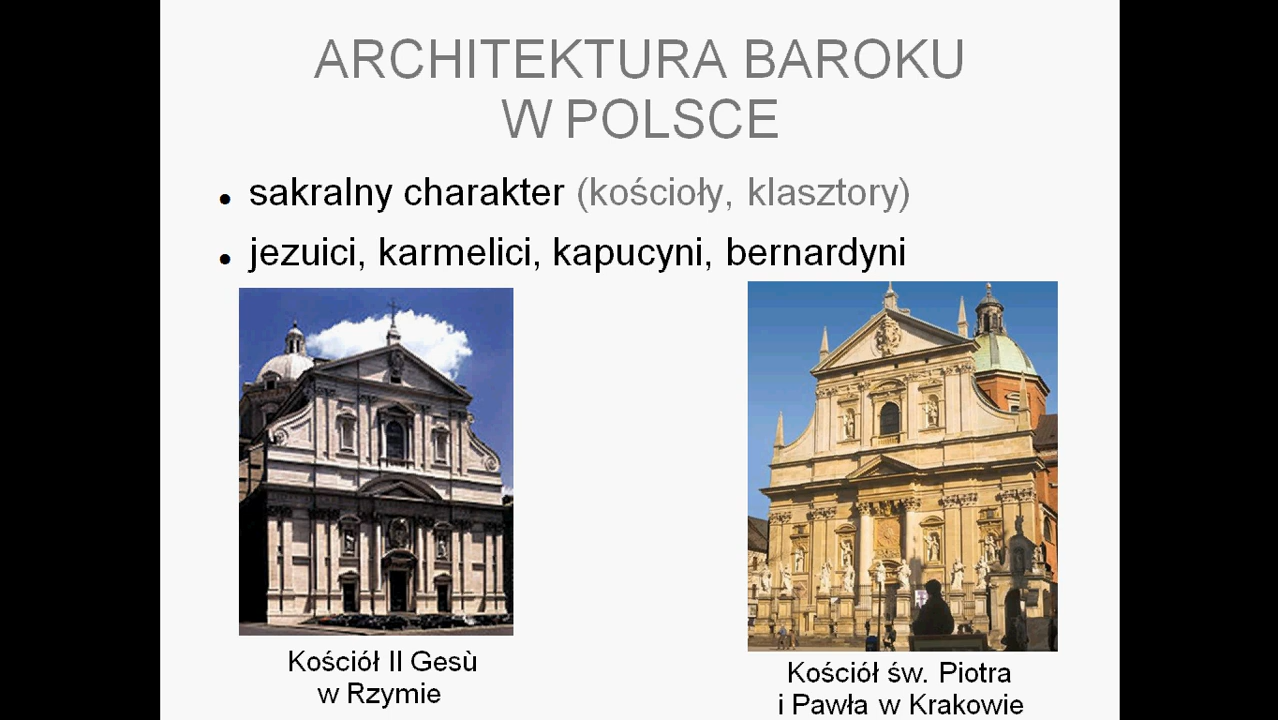 ARCHITEKTURA BAROKU
W POLSCE
sakralny charakter (kościoły, klasztory)
jezuici, karmelici, kapucyni, bernardyni
Kościół Il Gesù
w Rzymie
Kościół św. Piotra
i Pawła w Krakowie